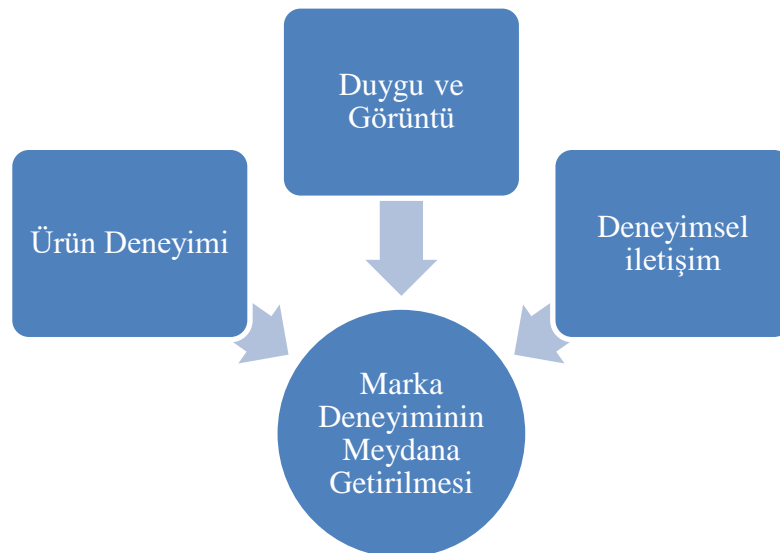 Duygu ve
Görüntü
Ürün Deneyimi
Deneyimsel
iletişim
Marka
Deneyiminin
Meydana
Getirilmesi